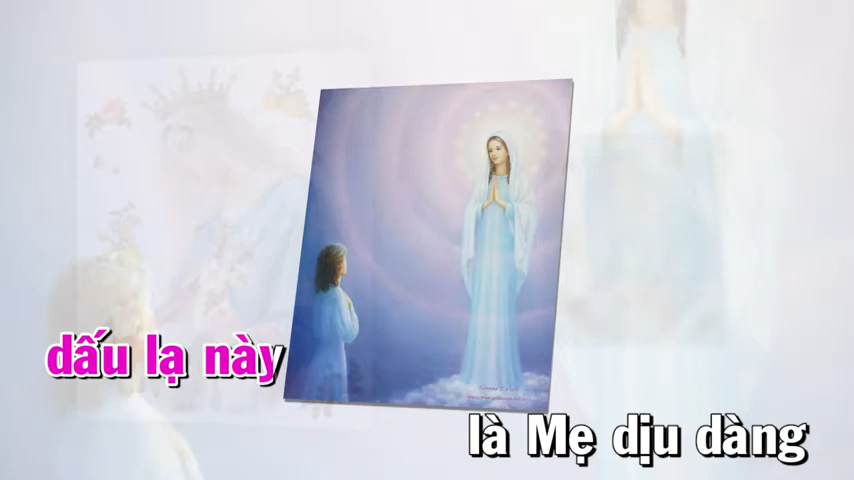 dấu lạ này
là Mẹ dịu dàng